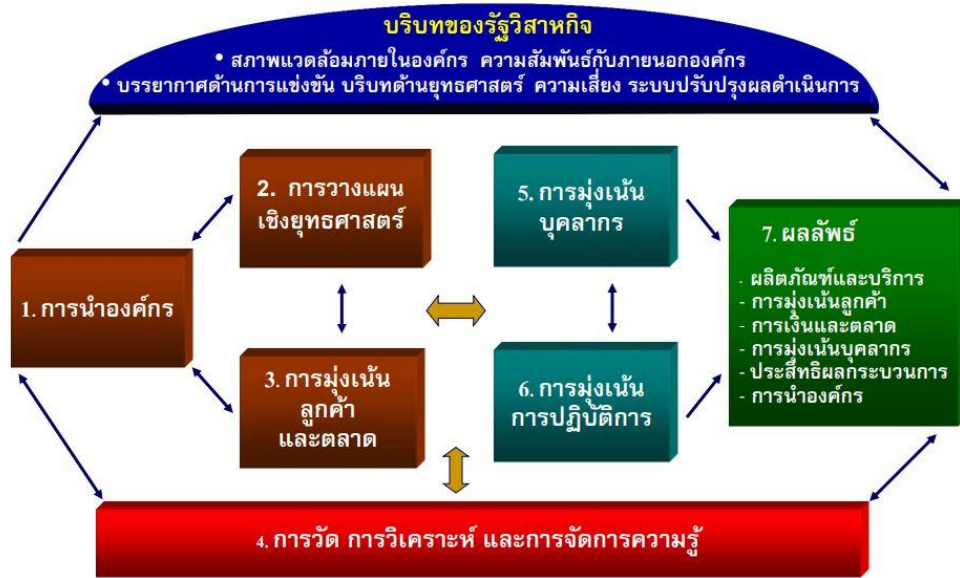 บริบทของรัฐวิสาหกิจ
• สภาพแวดล้อมภายในองค์กร ความสัมพันธ์กับภายนอกองค์กร
• บรรยากาศด้านการแข่งขัน บริบทด้านยุทธศาสตร์ ความเสี่ยง ระบบปรับปรุงผลดำเนินการ
1. การนำองค์กร
2. การวางแผน
เชิงยุทธศาสตร์
3. การมุ่งเน้น
ลูกค้า
และตลาด
5. การมุ่งเน้น
บุคลากร
6. การมุ่งเน้น
การปฏิบัติการ
7. ผลลัพธ์
- ผลิตภัณฑ์และบริการ
- การมุ่งเน้นลูกค้า
- การเงินและตลาด
- การมุ่งเน้นบุคลากร
- ประสิทธิผลกระบวนการ
- การนำองค์กร
4. การวัด การวิเคราะห์ และการจัดการความรู้